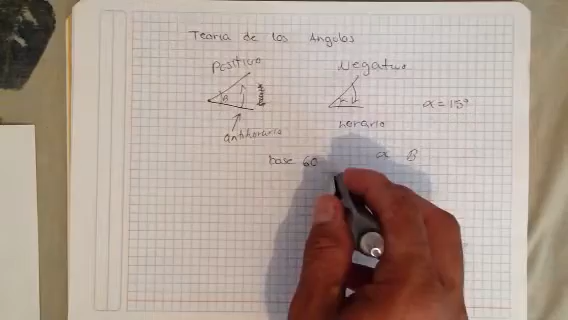 Teoria de los Angulos
Positivo
Negativo
α = 15°
antihorario
horario
base 60
α β